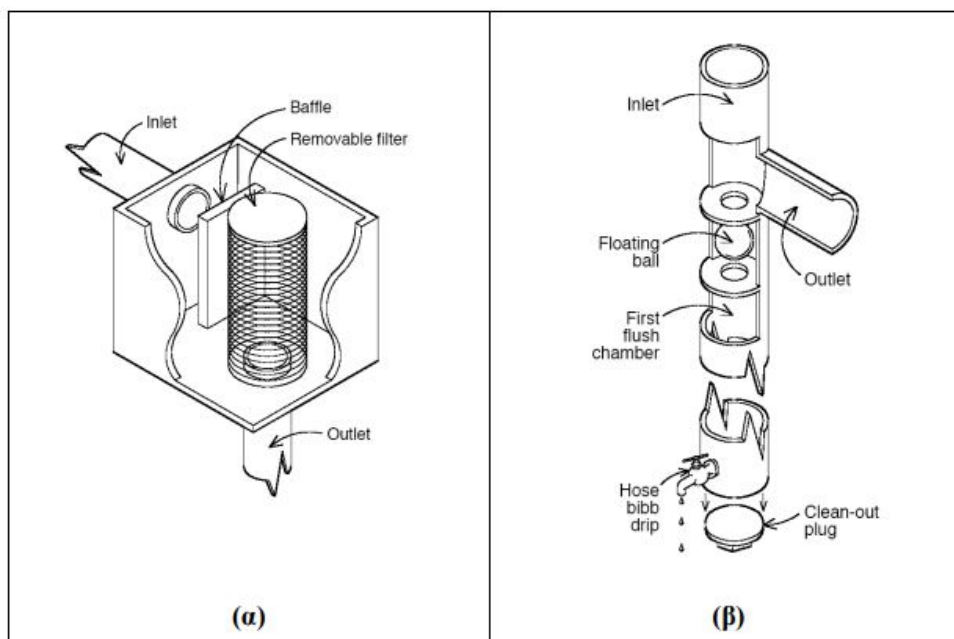 Inlet
Baffle
Removable filter
Outlet
(α)
Inlet
Floating
ball
Outlet
First
flush
chamber
Hose
bibb
drip
Clean-out
plug
(β)